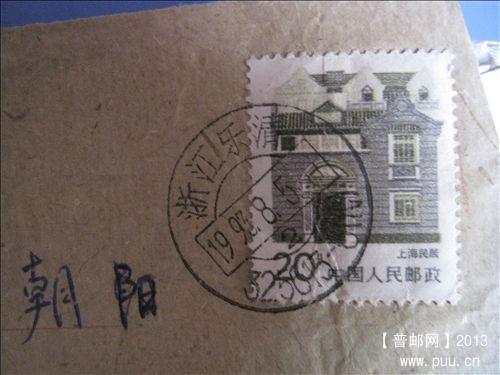 浙江乐清
上海民居
20
中国人民邮政
朝阳
【普邮网】2013
www.puu.cn